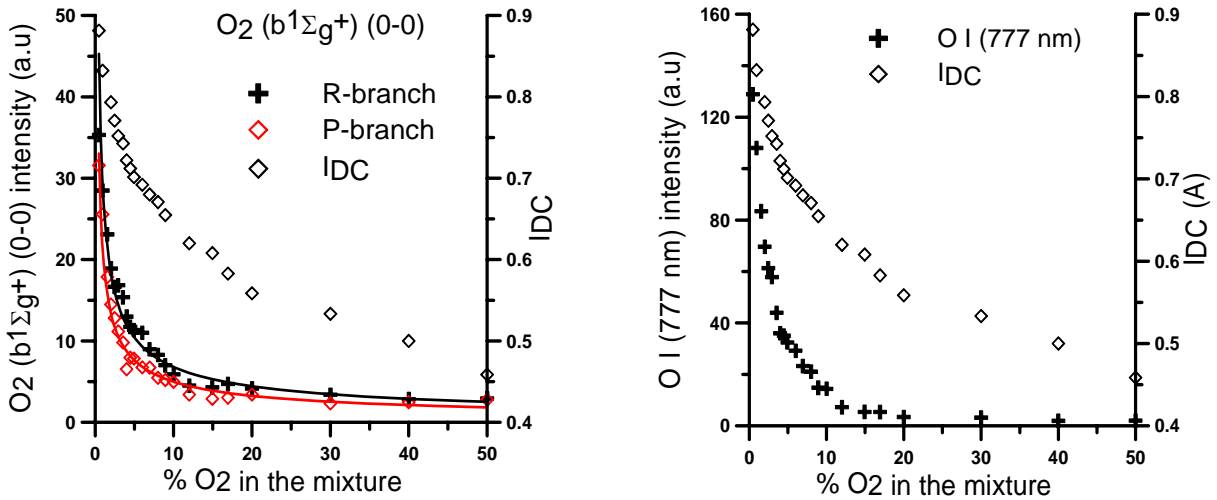 O2 (b1Σg+) (0-0)
R-branch
P-branch
IDC
O2 (b1Σg+) (0-0) intensity (a.u)
50
40
30
20
10
0
0.9
0.8
0.7
0.6
0.5
0.4
IDC
0 10 20 30 40 50
% O2 in the mixture
O I (777 nm)
IDC
O I (777 nm) intensity (a.u)
160
120
80
40
0
0.9
0.8
0.7
0.6
0.5
0.4
IDC (A)
0 10 20 30 40 50
% O2 in the mixture